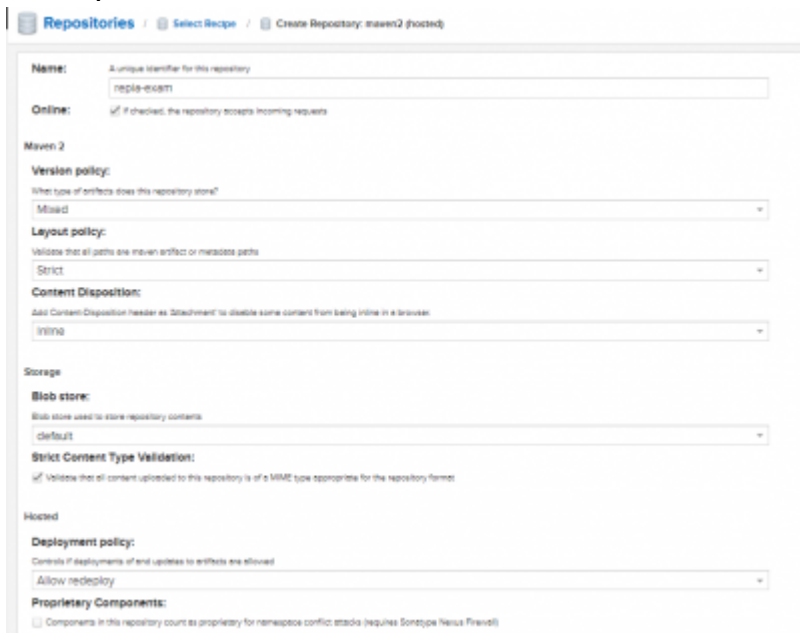 Repositories / Select Recipe / Create Repository: maven2 (hosted)
Name: A unique identifier for this repository
repla-exam
Online: If checked, the repository accepts incoming requests
Maven 2
Version policy:
What type of artifacts does this repository store?
Mixed
Layout policy:
Validate that all paths are maven artifact or metadata paths
Strict
Content Disposition:
Add Content-Disposition header as 'Attachment' to disable some content from being inline in a browser.
Inline
Storage
Blob store:
Blob store used to store repository contents
default
Strict Content Type Validation:
Validate that all content uploaded to this repository is of a MIME type appropriate for the repository format
Hosted
Deployment policy:
Controls if deployments of and updates to artifacts are allowed
Allow redeploy
Proprietary Components:
Components in this repository count as proprietary for namespace conflict attacks (requires Sonatype Nexus Firewall)